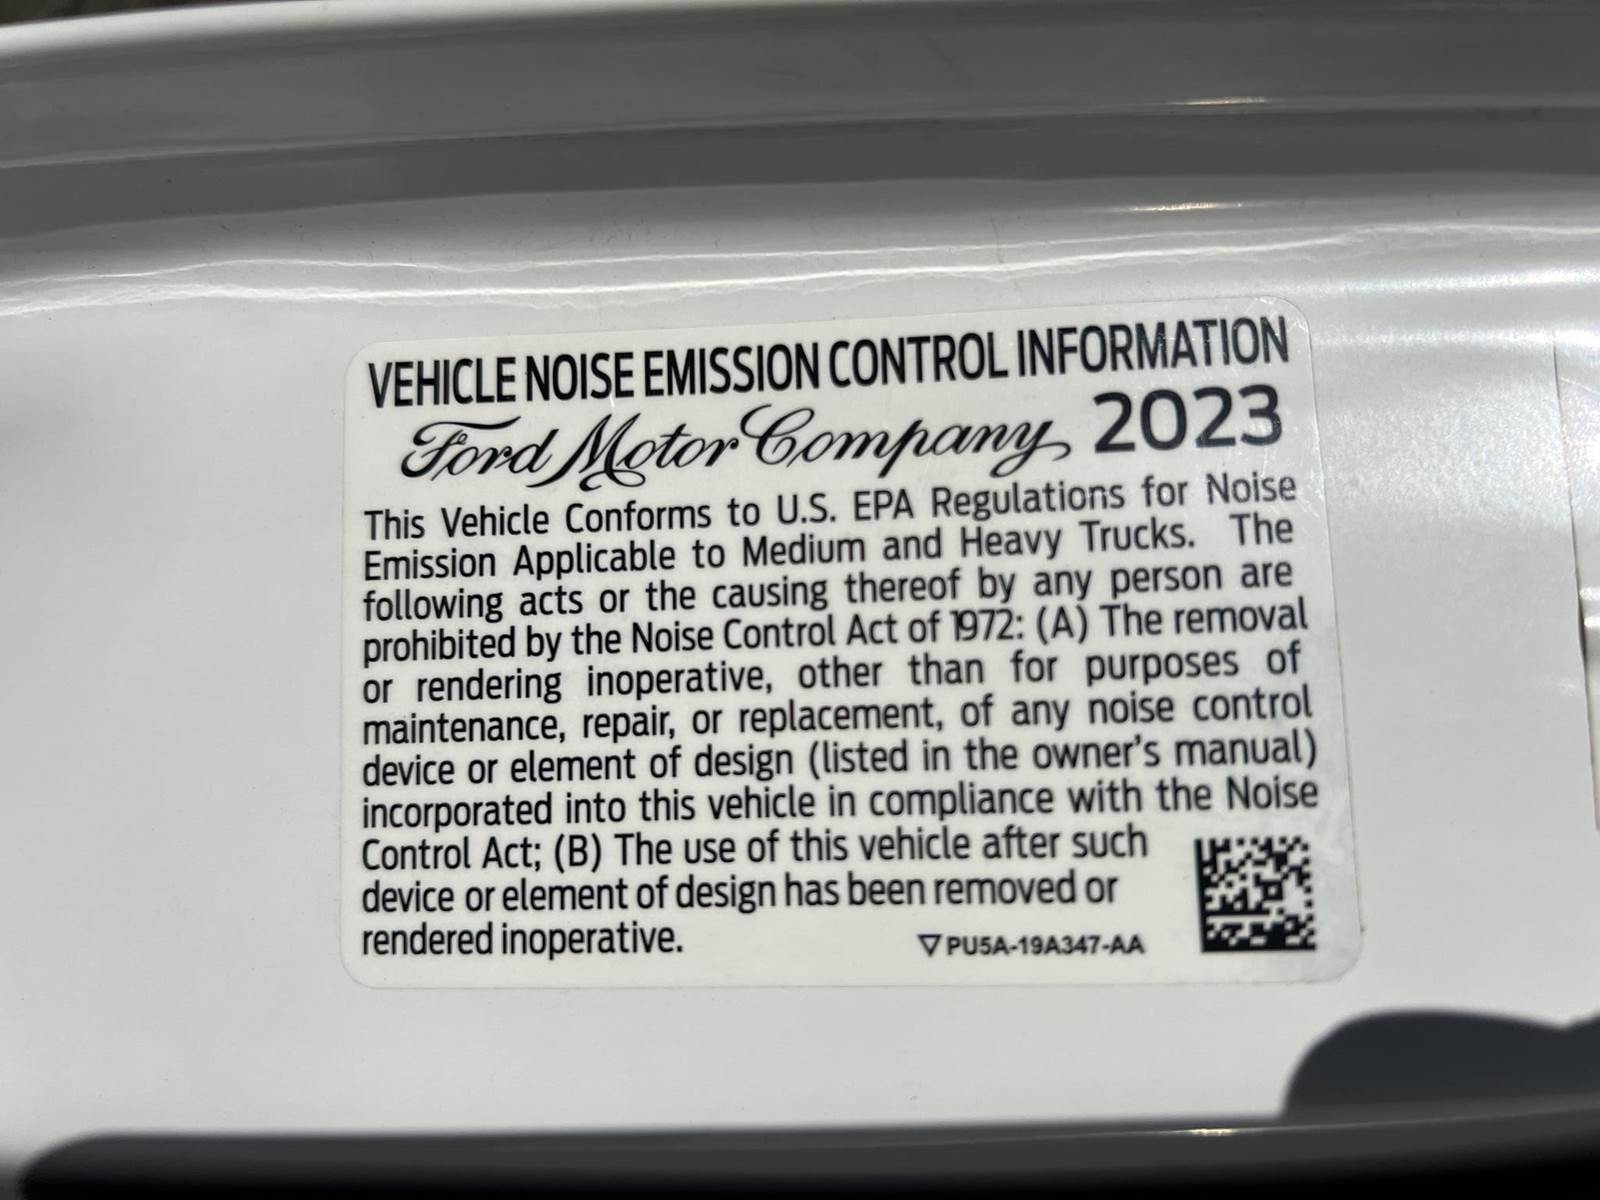 VEHICLE NOISE EMISSION CONTROL INFORMATION
Ford Motor Company 2023
This Vehicle Conforms to U.S. EPA Regulations for Noise
Emission Applicable to Medium and Heavy Trucks. The
following acts or the causing thereof by any person are
prohibited by the Noise Control Act of 1972: (A) The removal
or rendering inoperative, other than for purposes of
maintenance, repair, or replacement, of any noise control
device or element of design (listed in the owner's manual)
incorporated into this vehicle in compliance with the Noise
Control Act; (B) The use of this vehicle after such
device or element of design has been removed or
rendered inoperative.
PU5A-19A347-AA